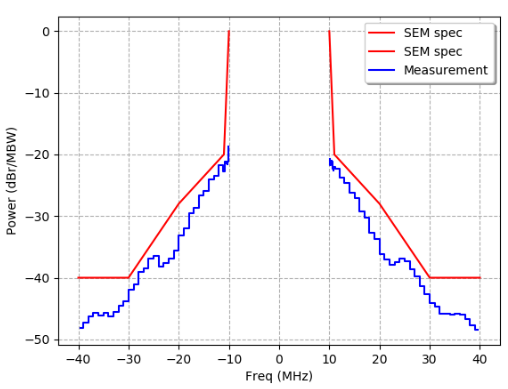 SEM spec
SEM spec
Measurement
Power (dBr/MBW)
0
−10
−20
−30
−40
−50
−40 −30 −20 −10 0 10 20 30 40
Freq (MHz)